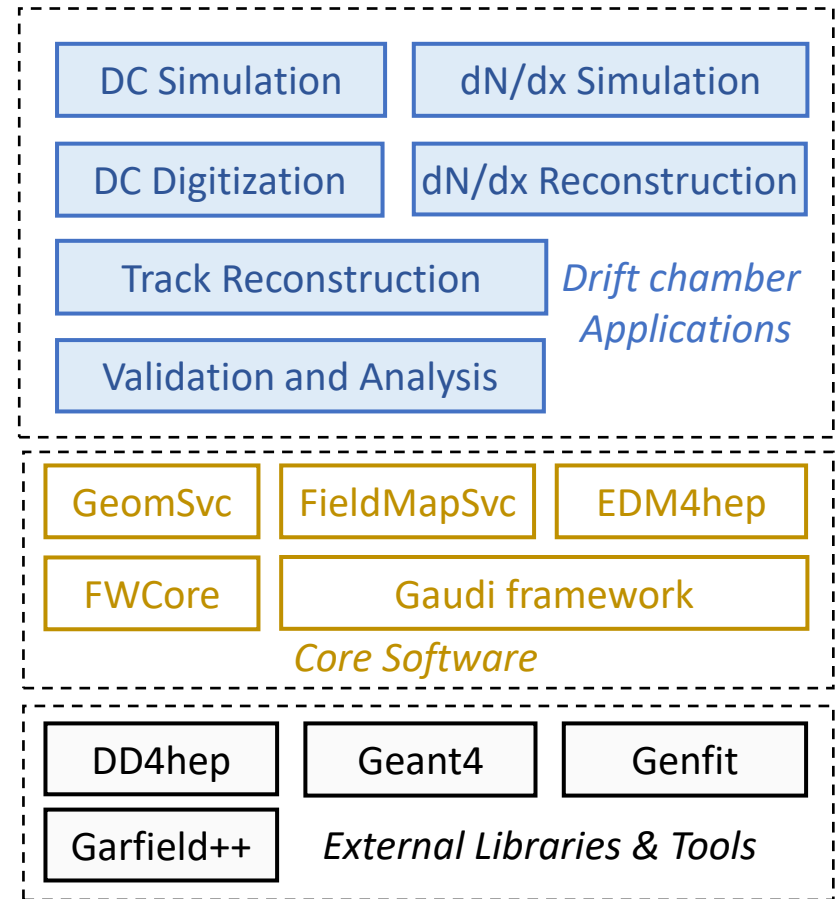 DC Simulation
dN/dx Simulation
DC Digitization
dN/dx Reconstruction
Track Reconstruction
Drift chamber
Applications
Validation and Analysis
GeomSvc
FieldMapSvc
EDM4hep
FWCore
Gaudi framework
Core Software
DD4hep
Geant4
Genfit
Garfield++
External Libraries & Tools